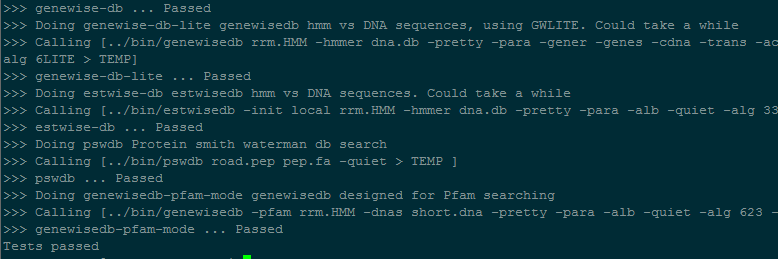 >>> genewise-db ... Passed
>>> Doing genewise-db-lite genewisedb hmm vs DNA sequences, using GWLITE. Could take a while
>>> Calling [../bin/genewisedb rrm.HMM -hmmer dna.db -pretty -para -gener -genes -cdna -trans -ac
alg 6LITE > TEMP]
>>> genewise-db-lite ... Passed
>>> Doing estwise-db estwisedb hmm vs DNA sequences. Could take a while
>>> Calling [../bin/estwisedb -init local rrm.HMM -hmmer dna.db -pretty -para -alb -quiet -alg 33
>>> estwise-db ... Passed
>>> Doing pswdb Protein smith waterman db search
>>> Calling [../bin/pswdb road.pep pep.fa -quiet > TEMP ]
>>> pswdb ... Passed
>>> Doing genewisedb-pfam-mode genewisedb designed for Pfam searching
>>> Calling [../bin/genewisedb -pfam rrm.HMM -dnas short.dna -pretty -para -alb -quiet -alg 623 -
>>> genewisedb-pfam-mode ... Passed
Tests passed